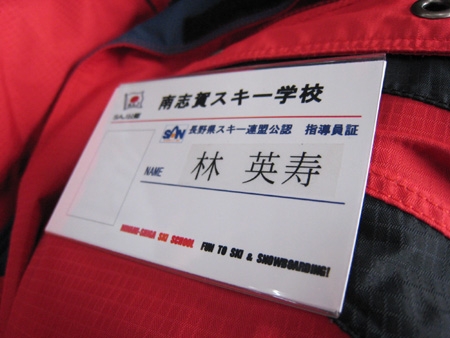 南志賀スキー学校
SAN 長野県スキー連盟公認 指導員証
NAME 林 英寿
MINAMI-SHIGA SKI SCHOOL FUN TO SKI & SNOWBOARDING!